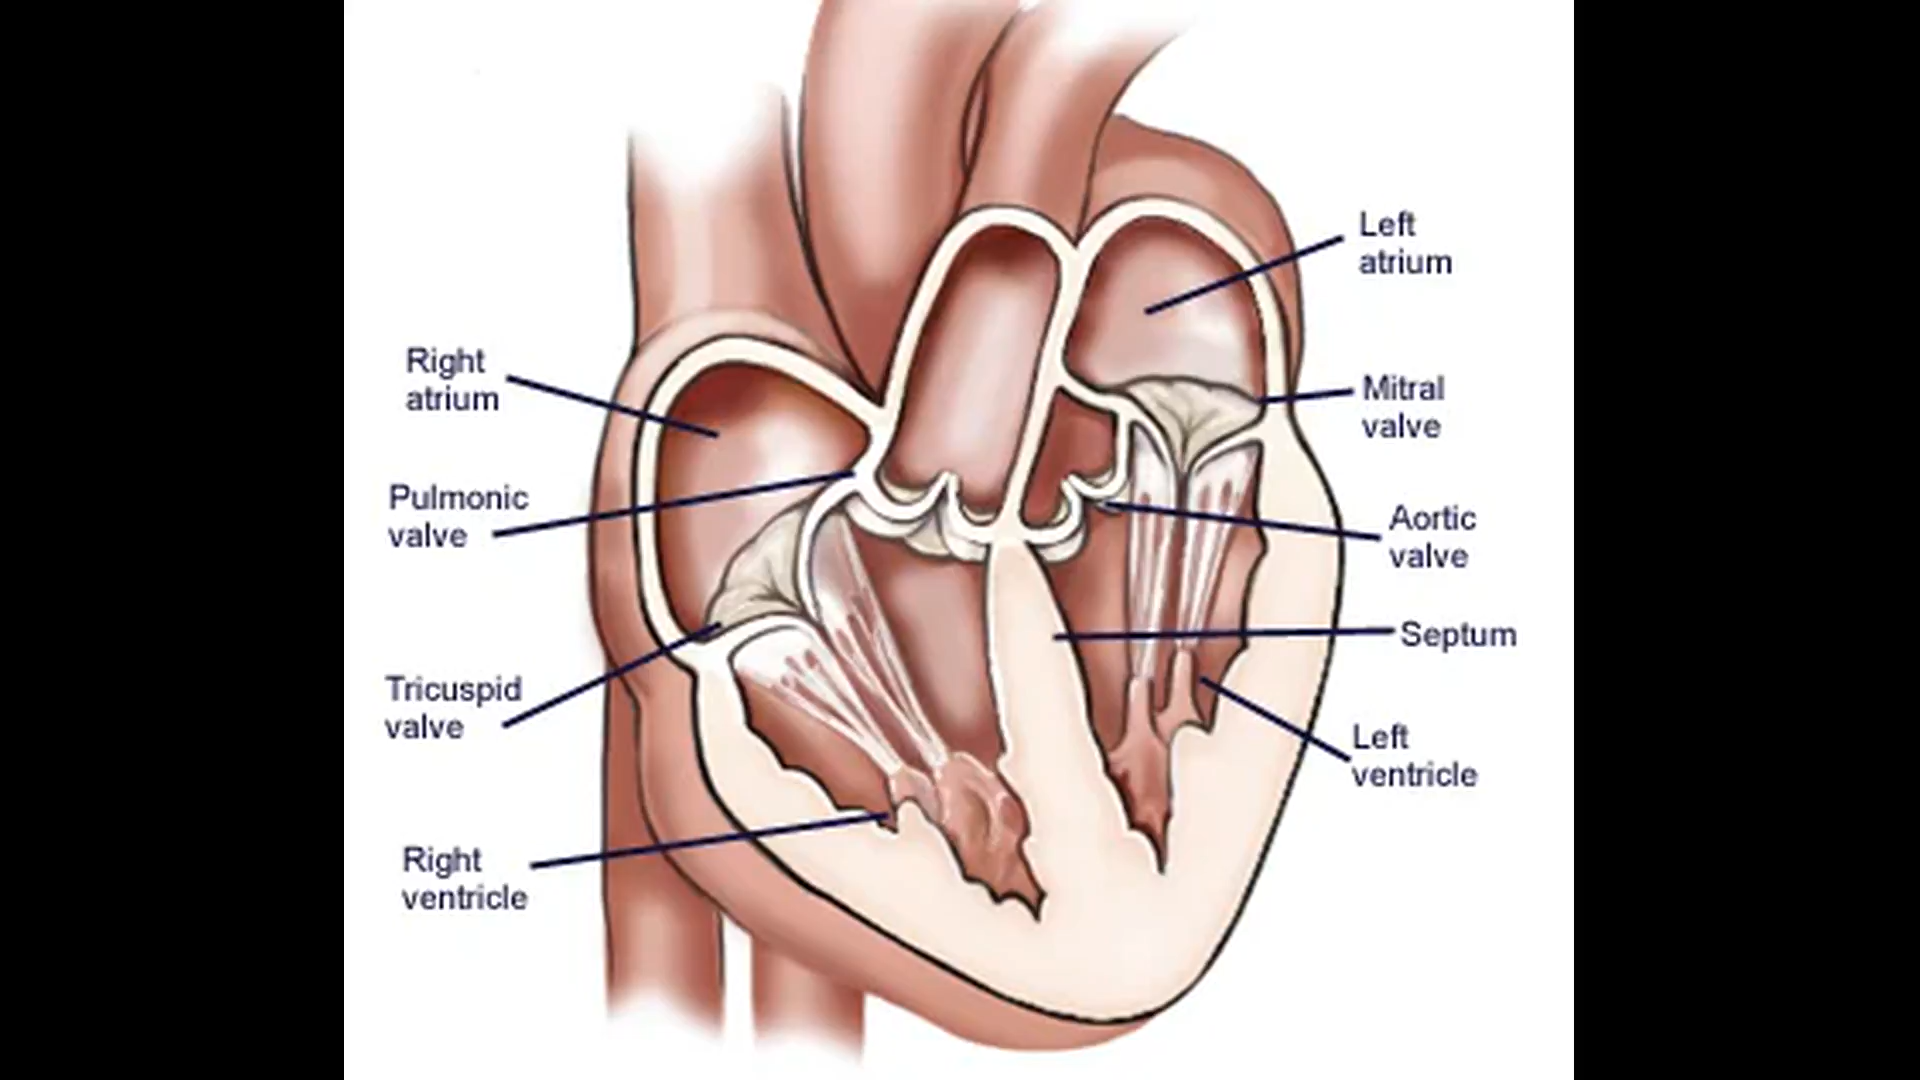 Left
atrium
Right
atrium
Mitral
valve
Pulmonic
valve
Aortic
valve
Septum
Tricuspid
valve
Left
ventricle
Right
ventricle